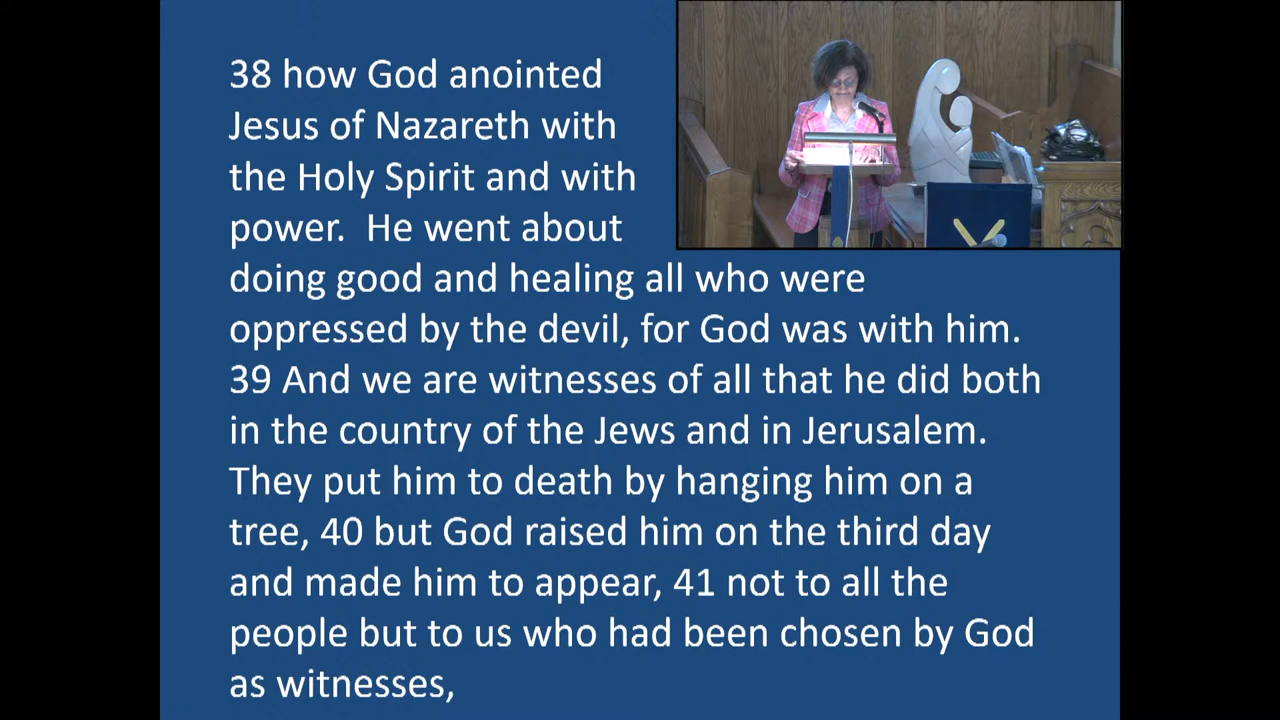 38 how God anointed
Jesus of Nazareth with
the Holy Spirit and with
power.  He went about
doing good and healing all who were
oppressed by the devil, for God was with him.
39 And we are witnesses of all that he did both
in the country of the Jews and in Jerusalem.
They put him to death by hanging him on a
tree, 40 but God raised him on the third day
and made him to appear, 41 not to all the
people but to us who had been chosen by God
as witnesses,